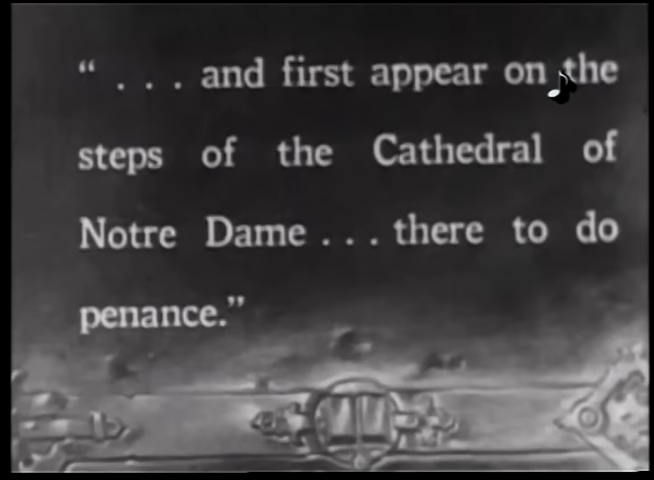 “ . . . and first appear on the
steps of the Cathedral of
Notre Dame . . . there to do
penance.”